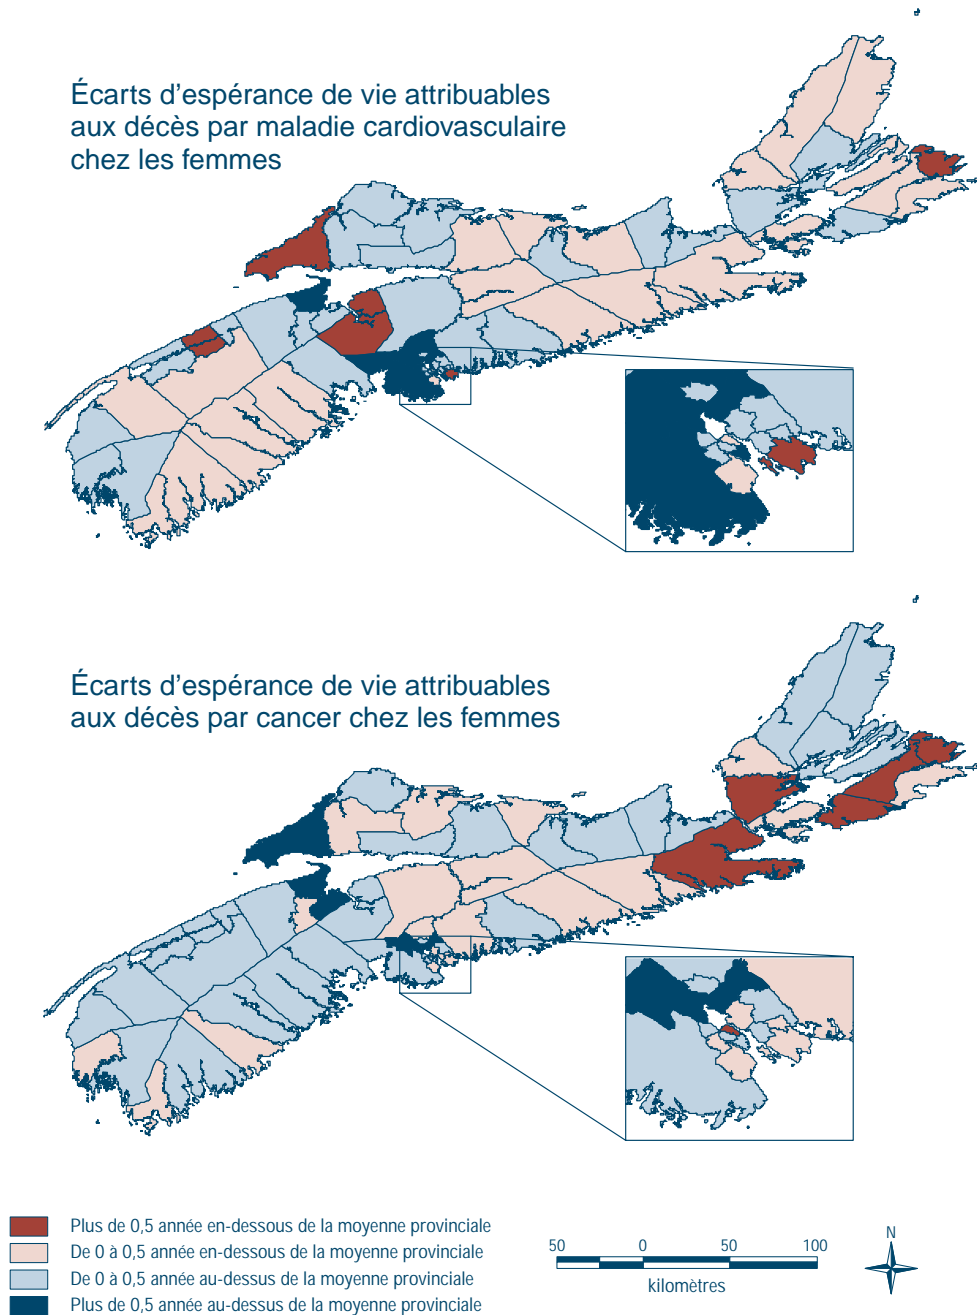 Écarts d'espérance de vie attribuables
aux décès par maladie cardiovasculaire
chez les femmes
Écarts d'espérance de vie attribuables
aux décès par cancer chez les femmes
Plus de 0,5 année en-dessous de la moyenne provinciale
De 0 à 0,5 année en-dessous de la moyenne provinciale
De 0 à 0,5 année au-dessus de la moyenne provinciale
Plus de 0,5 année au-dessus de la moyenne provinciale
50 0 50 100
kilomètres
N